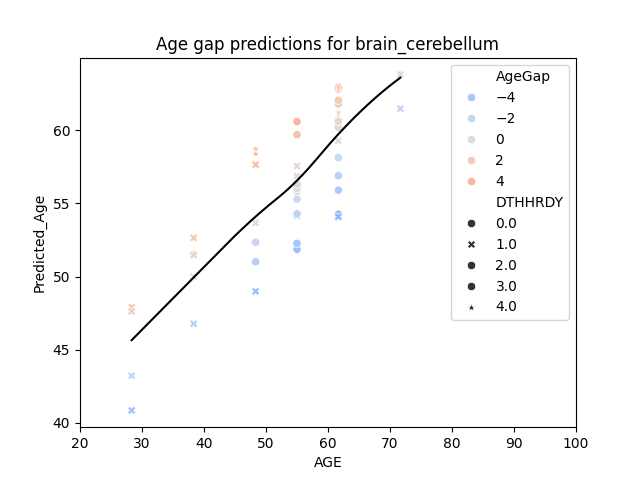 Age gap predictions for brain_cerebellum
AgeGap
−4
−2
0
2
4
DTHHRDY
0.0
1.0
2.0
3.0
4.0
Predicted_Age
60
55
50
45
40
20 30 40 50 60 70 80 90 100
AGE